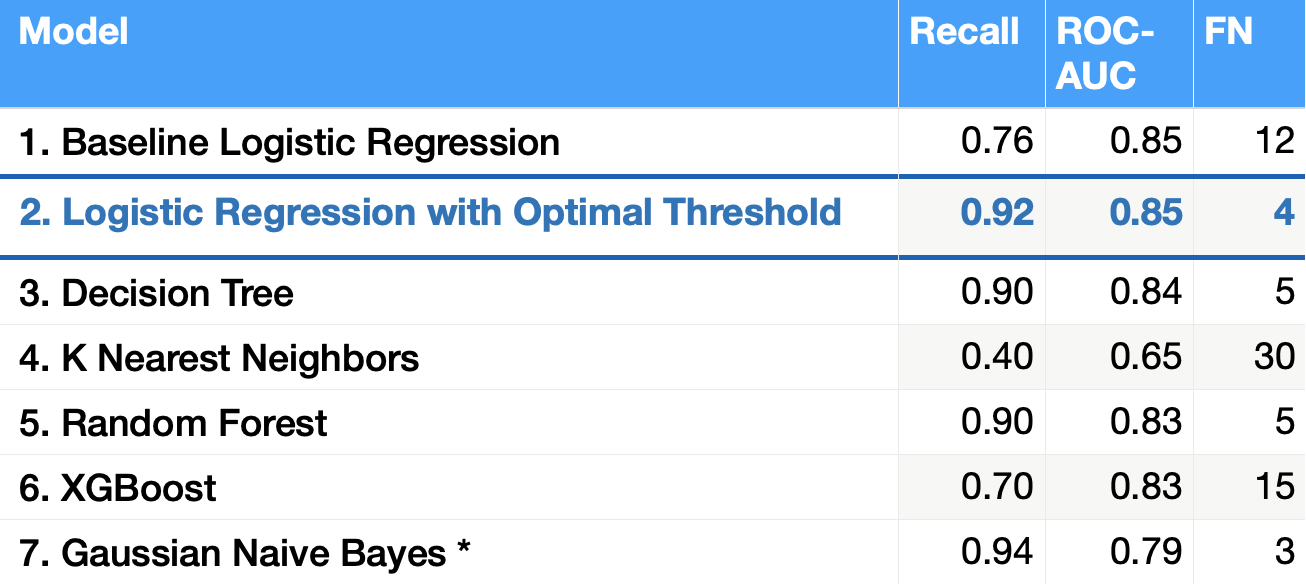 Model Recall ROC-AUC FN
1. Baseline Logistic Regression 0.76 0.85 12
2. Logistic Regression with Optimal Threshold 0.92 0.85 4
3. Decision Tree 0.90 0.84 5
4. K Nearest Neighbors 0.40 0.65 30
5. Random Forest 0.90 0.83 5
6. XGBoost 0.70 0.83 15
7. Gaussian Naive Bayes * 0.94 0.79 3